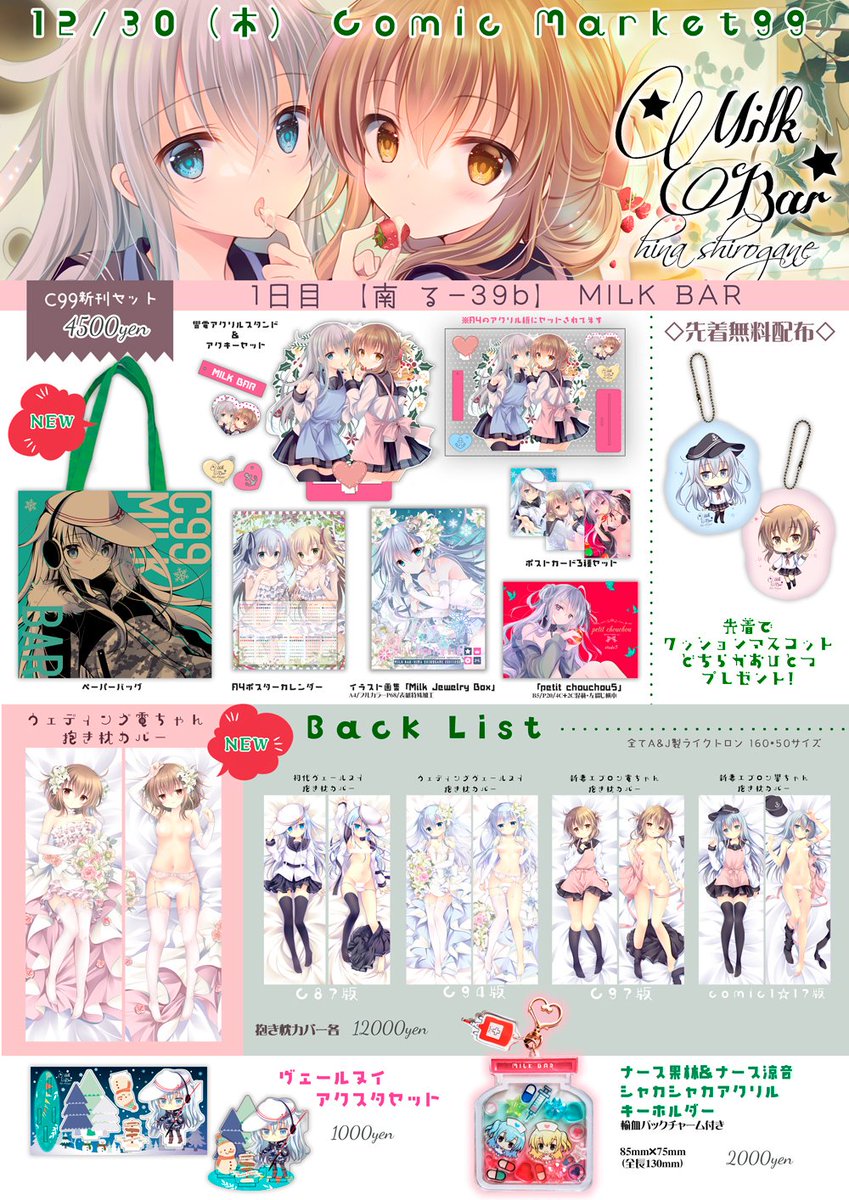 12/30(木) Comic Market99
Milk
Bar
hina shirogane
C99新刊セット
4500yen
1日目 【南 る-39b】 MILK BAR
響電アクリルスタンド
&
アクキーセット
※A4のアクリル板にセットされてます
◇先着無料配布◇
MILK BAR
NEW
C99
MILK
BAR
ポストカード3種セット
petit chouchou
先着で
クッションマスコット
どちらかおひとつ
プレゼント!
ペーパーバッグ
A4ポスターカレンダー
イラスト画集「Milk Jewelry Box」
「petit chouchou5」
ウェディング電ちゃん
抱き枕カバー
NEW
Back List
全てA&J製ライクトロン 160*50サイズ
初代ヴェールヌイ
抱き枕カバー
ウェディングヴェールヌイ
抱き枕カバー
新妻エプロン電ちゃん
抱き枕カバー
新妻エプロン響ちゃん
抱き枕カバー
C87版
C94版
C97版
comic1☆17版
抱き枕カバー各 12000yen
ヴェールヌイ
アクスタセット
1000yen
MILK BAR
ナース果林&ナース涼音
シャカシャカアクリル
キーホルダー
輸血パックチャーム付き
85mm×75mm
(全長130mm)
2000yen